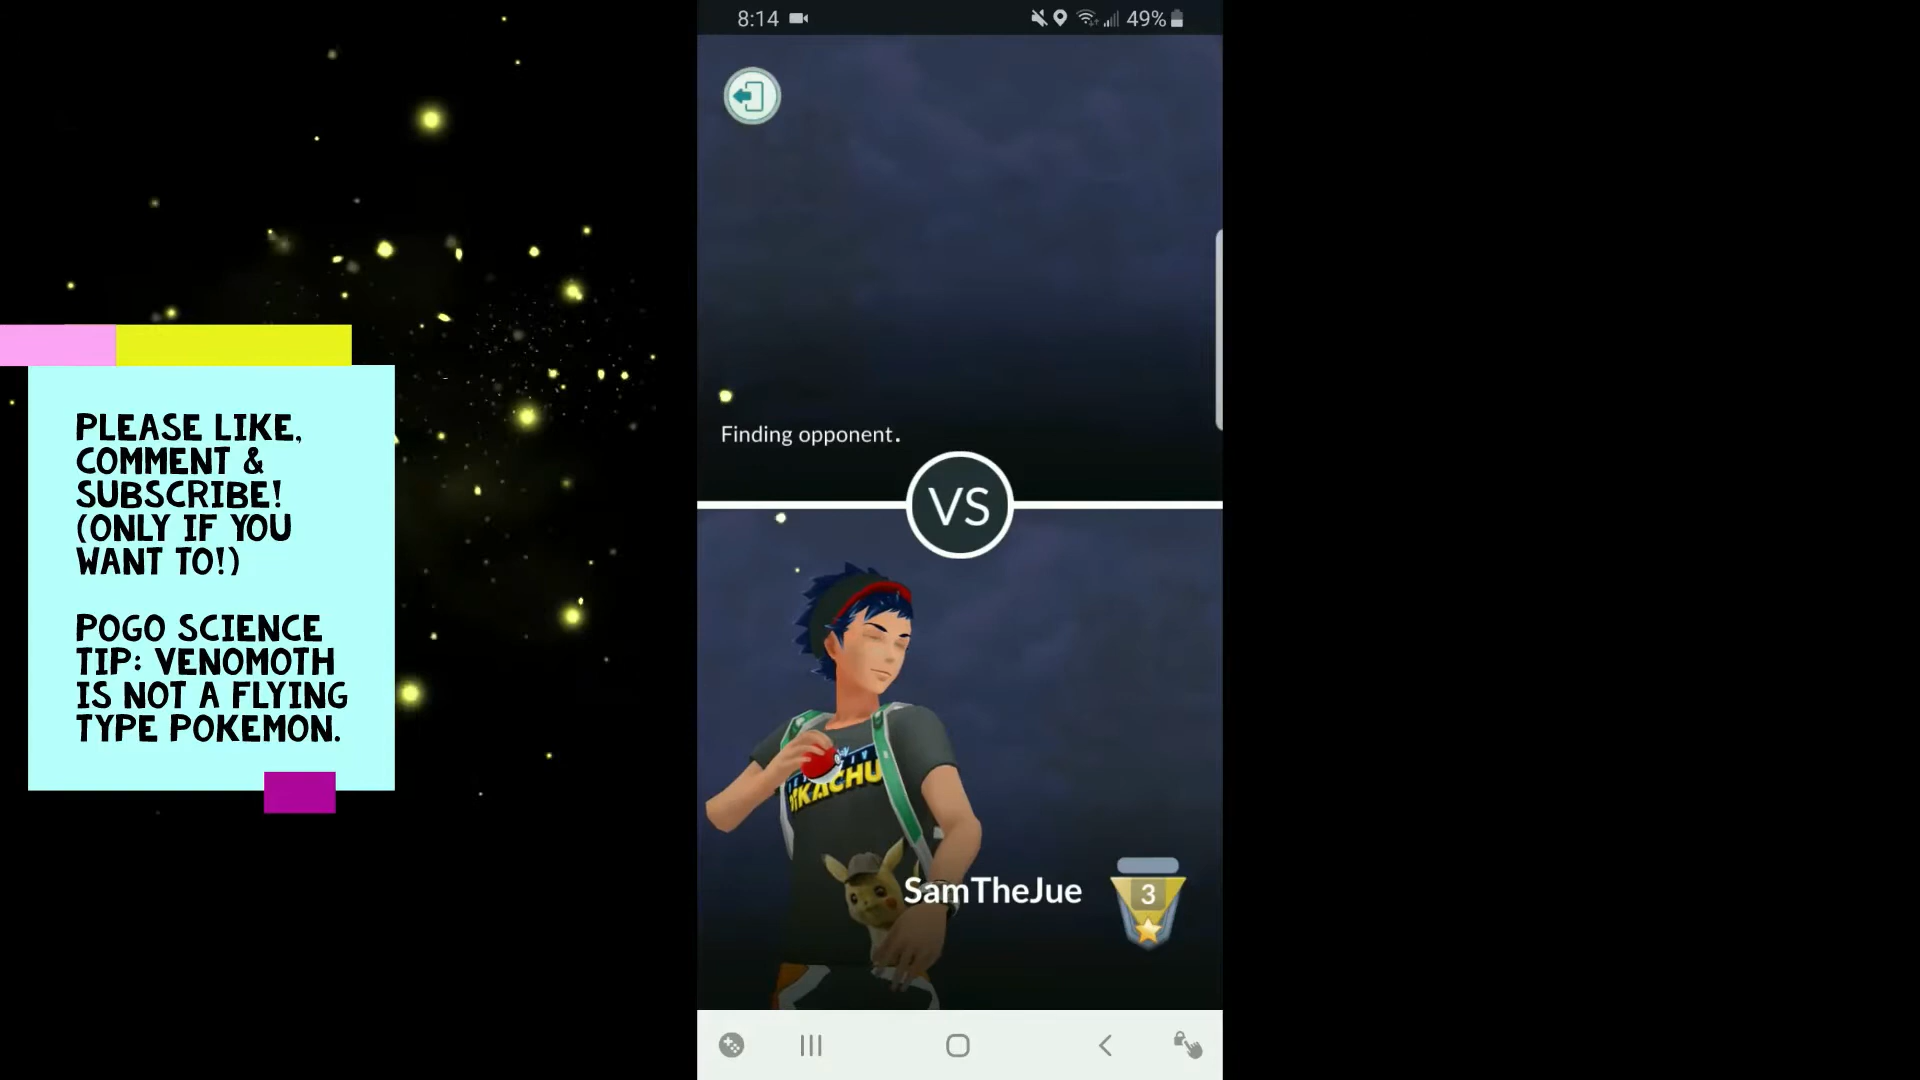 8:14
49%
PLEASE LIKE,
COMMENT &
SUBSCRIBE!
(ONLY IF YOU
WANT TO!)
POGO SCIENCE
TIP: VENOMOTH
IS NOT A FLYING
TYPE POKEMON.
Finding opponent.
VS
PIKACHU
SamTheJue
3